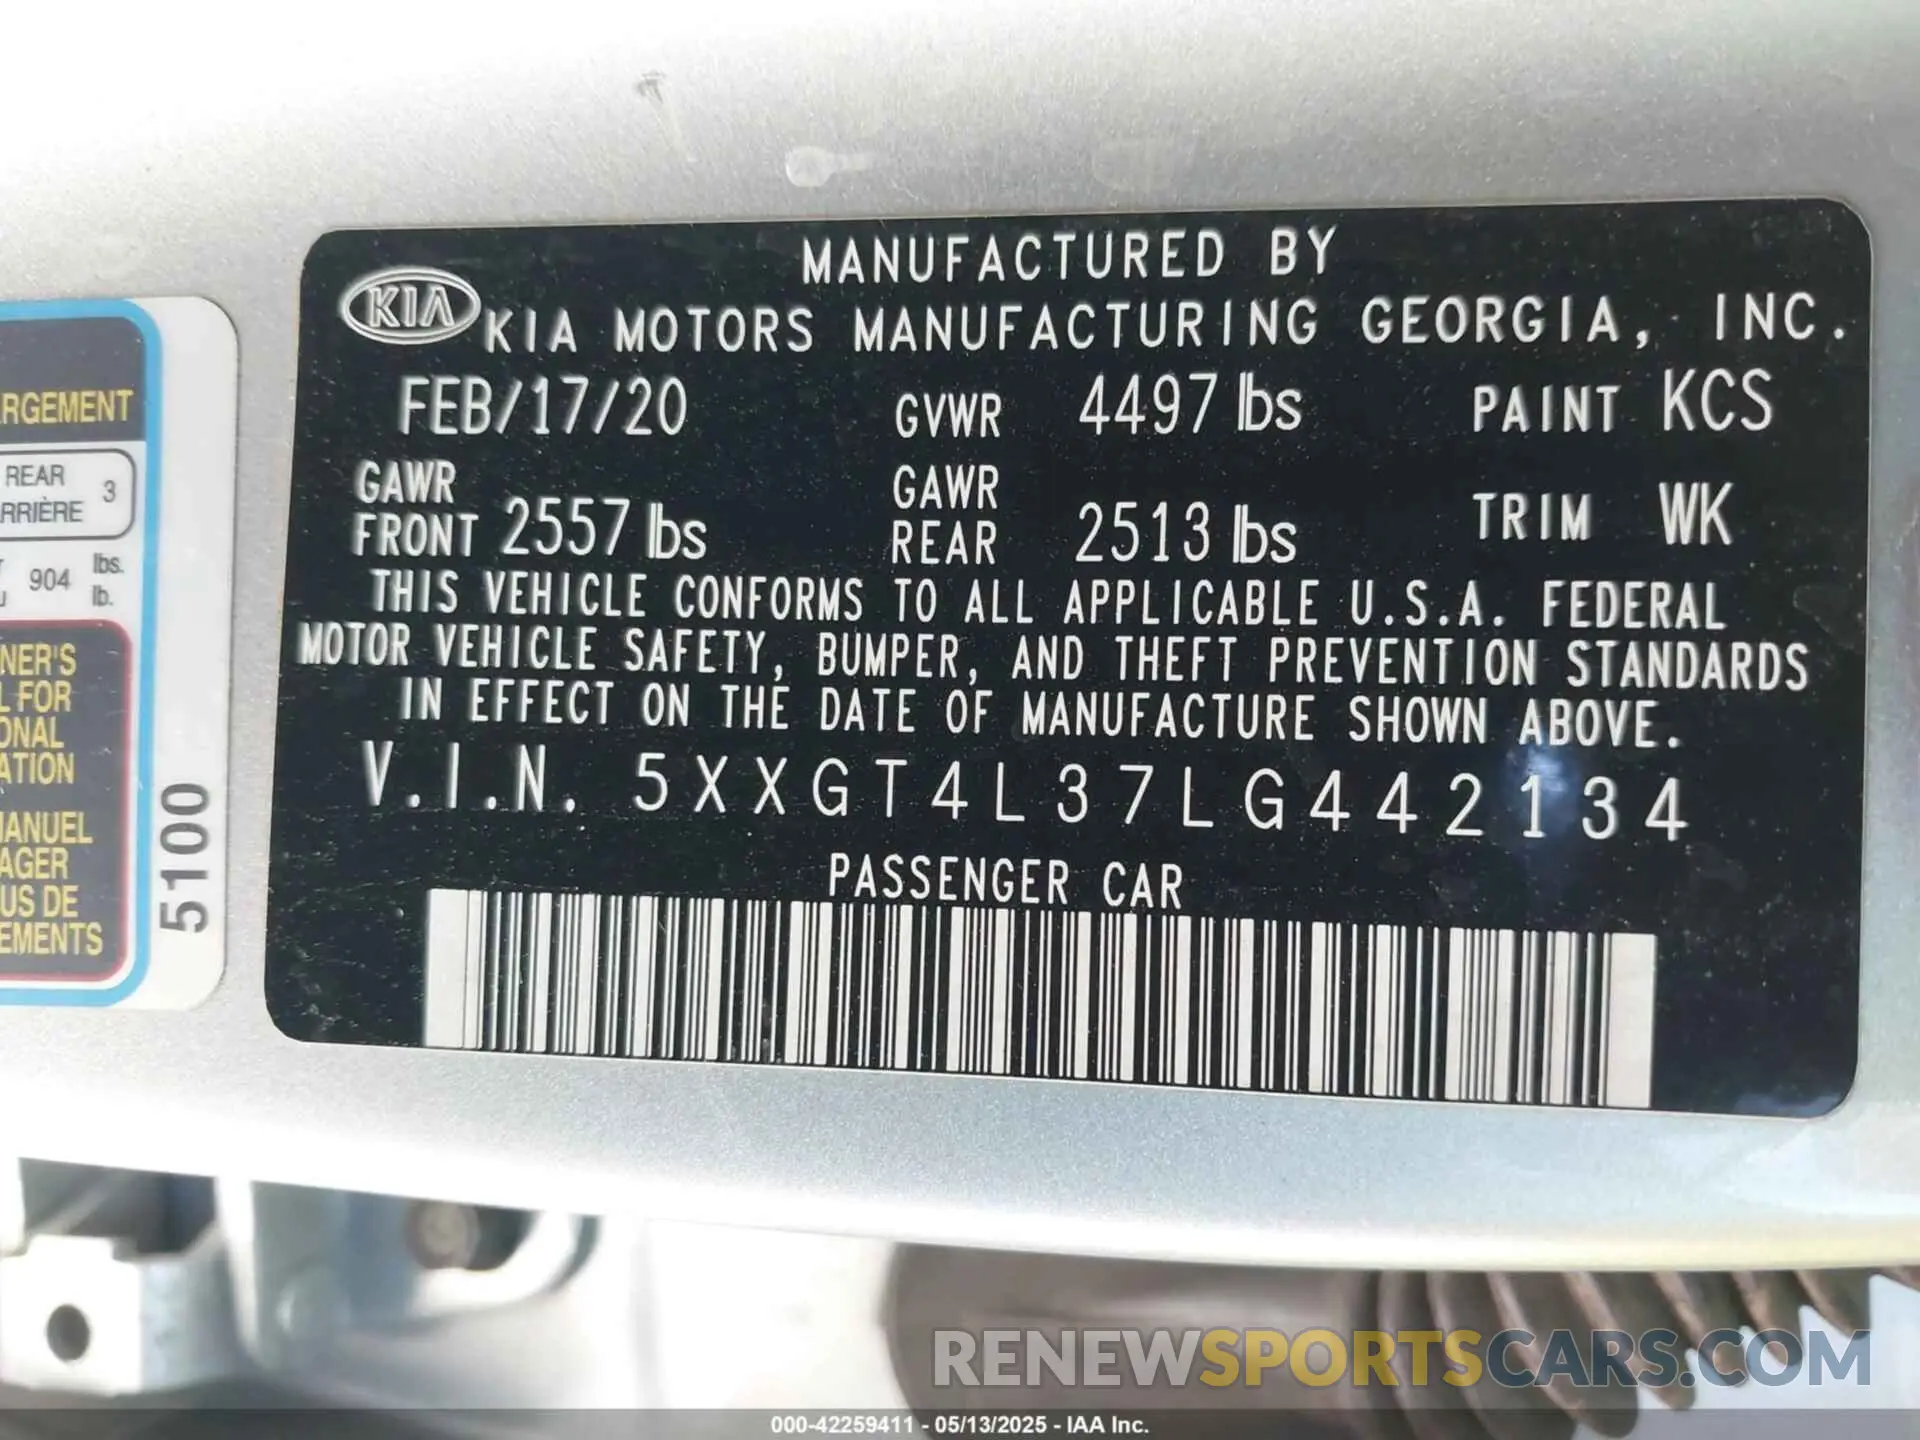 MANUFACTURED BY
KIA KIA MOTORS MANUFACTURING GEORGIA, INC.
FEB/17/20 GVWR 4497 lbs PAINT KCS
GAWR FRONT 2557 lbs GAWR REAR 2513 lbs TRIM WK
THIS VEHICLE CONFORMS TO ALL APPLICABLE U.S.A. FEDERAL
MOTOR VEHICLE SAFETY, BUMPER, AND THEFT PREVENTION STANDARDS
IN EFFECT ON THE DATE OF MANUFACTURE SHOWN ABOVE.
V.I.N. 5XXGT4L37LG442134
PASSENGER CAR
RGEMENT
REAR 3
RRIÈRE
904 lbs.
lb.
NER'S
L FOR
ONAL
ATION
ANUEL
AGER
US DE
EMENTS
5100
RENEWSPORTSCARS.COM
000-42259411 - 05/13/2025 - IAA Inc.